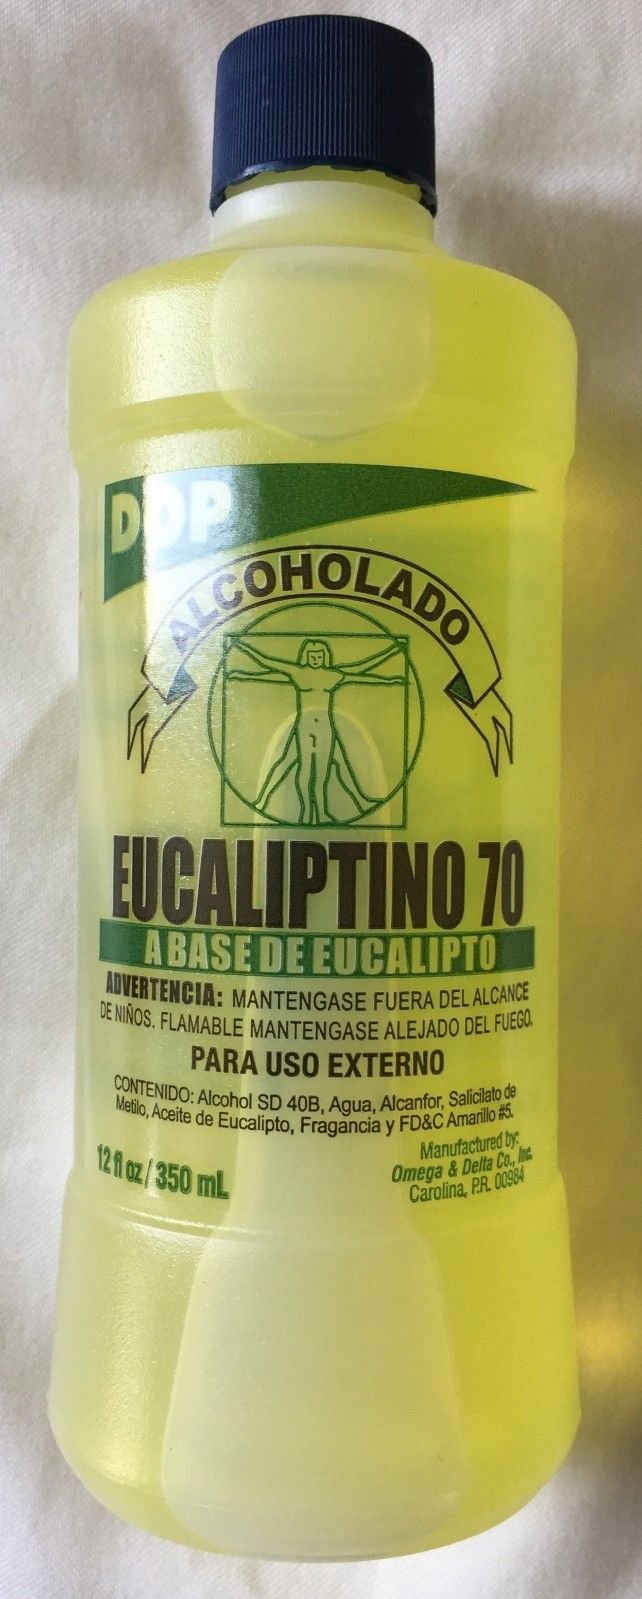 DOP
ALCOHOLADO
EUCALIPTINO 70
A BASE DE EUCALIPTO
ADVERTENCIA: MANTENGASE FUERA DEL ALCANCE
DE NIÑOS. FLAMABLE MANTENGASE ALEJADO DEL FUEGO.
PARA USO EXTERNO
CONTENIDO: Alcohol SD 40B, Agua, Alcanfor, Salicilato de
Metilo, Aceite de Eucalipto, Fragancia y FD&C Amarillo #5.
12 fl oz / 350 mL
Manufactured by:
Omega & Delta Co., Inc.
Carolina, P.R. 00984